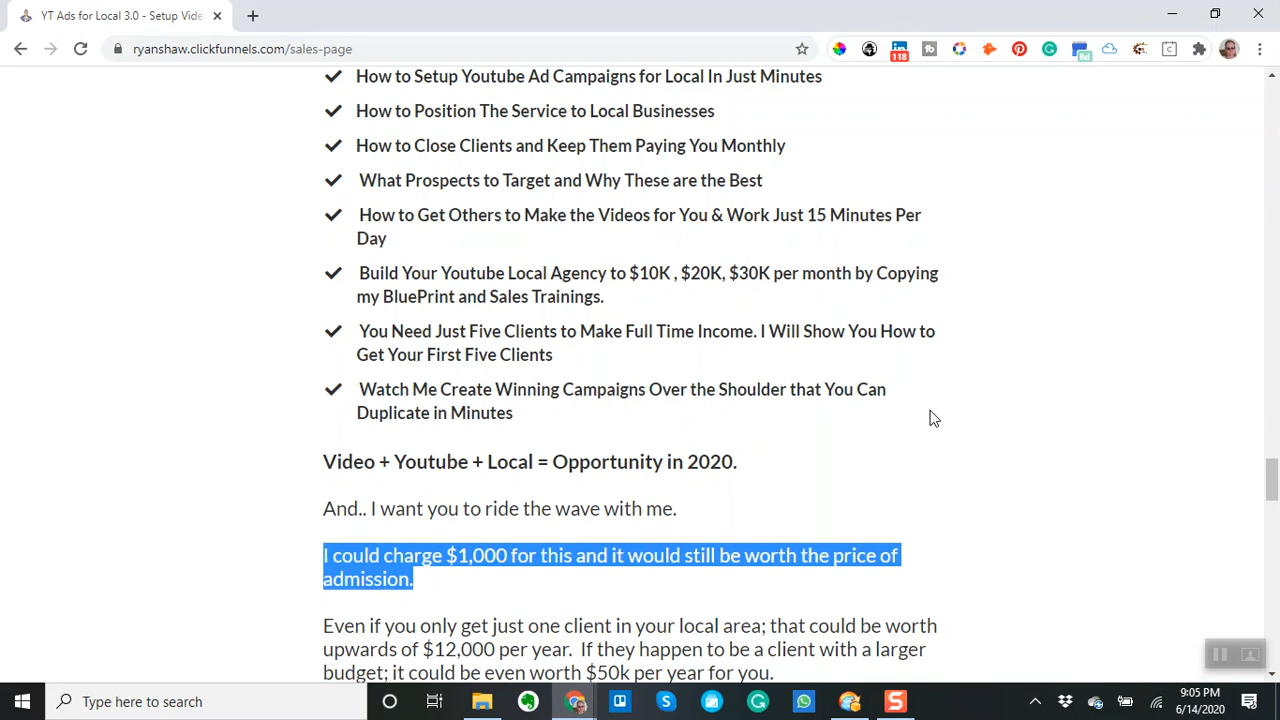 YT Ads for Local 3.0 - Setup Vide
ryanshaw.clickfunnels.com/sales-page
118
8d
How to Setup Youtube Ad Campaigns for Local In Just Minutes
How to Position The Service to Local Businesses
How to Close Clients and Keep Them Paying You Monthly
What Prospects to Target and Why These are the Best
How to Get Others to Make the Videos for You & Work Just 15 Minutes Per
Day
Build Your Youtube Local Agency to $10K , $20K, $30K per month by Copying
my BluePrint and Sales Trainings.
You Need Just Five Clients to Make Full Time Income. I Will Show You How to
Get Your First Five Clients
Watch Me Create Winning Campaigns Over the Shoulder that You Can
Duplicate in Minutes
Video + Youtube + Local = Opportunity in 2020.
And.. I want you to ride the wave with me.
I could charge $1,000 for this and it would still be worth the price of
admission.
Even if you only get just one client in your local area; that could be worth
upwards of $12,000 per year.  If they happen to be a client with a larger
budget; it could be even worth $50k per year for you.
Type here to search
9:05 PM
6/14/2020